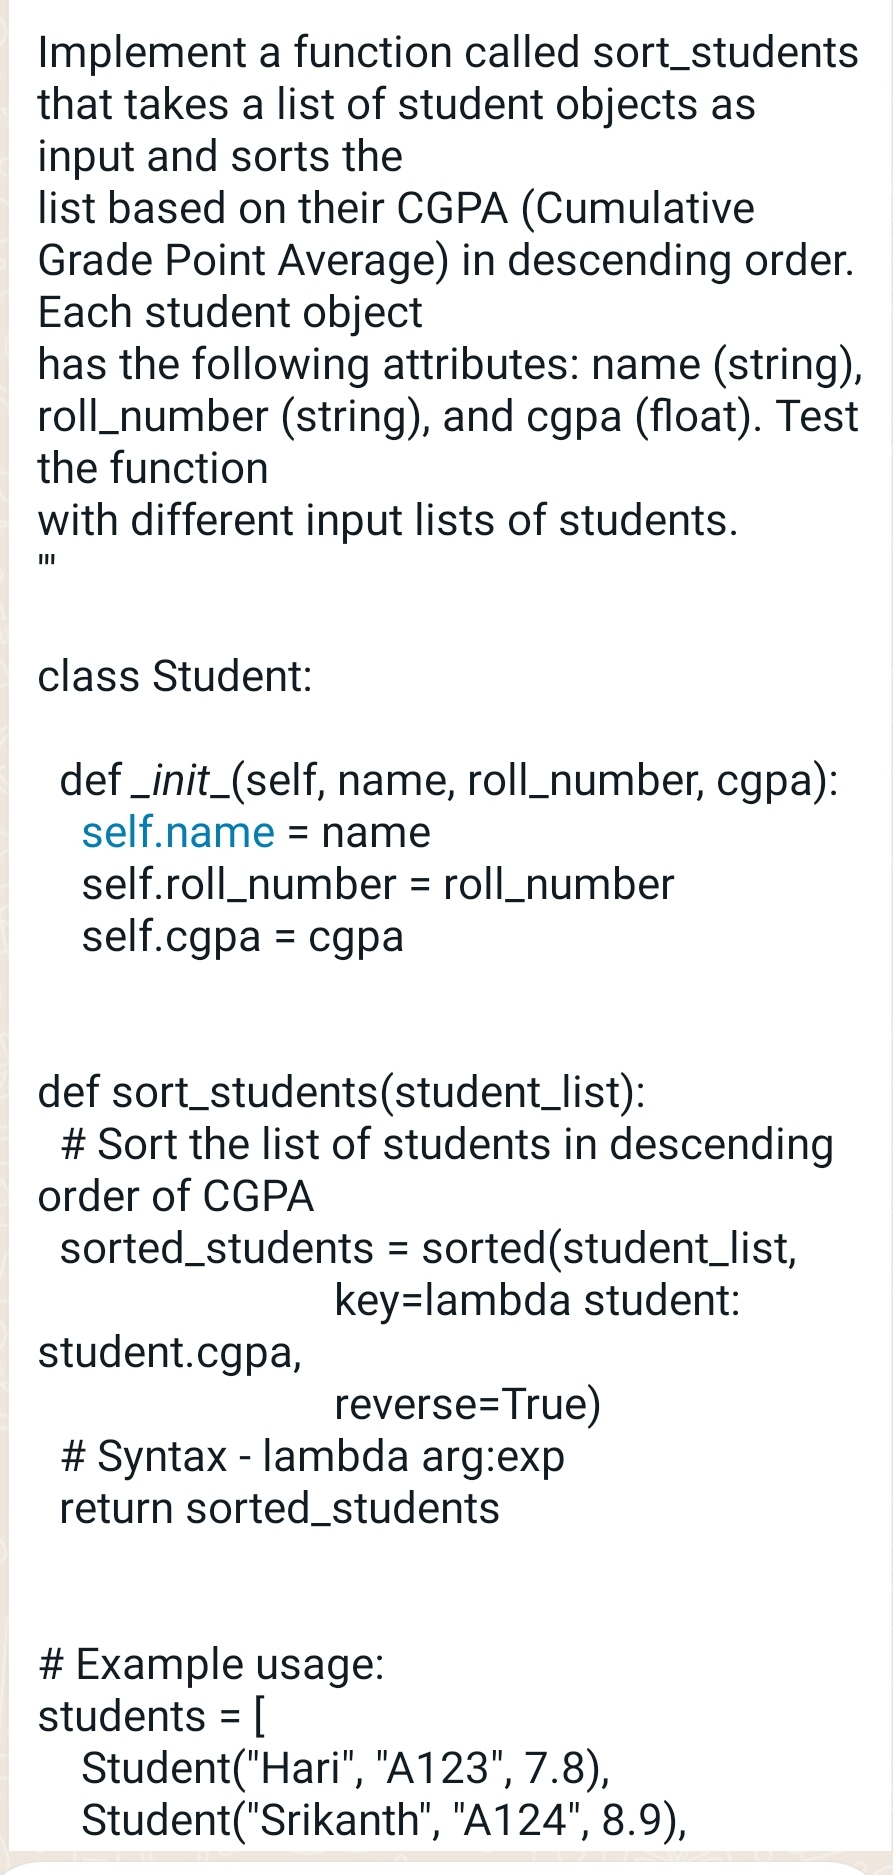 Implement a function called sort_students
that takes a list of student objects as
input and sorts the
list based on their CGPA (Cumulative
Grade Point Average) in descending order.
Each student object
has the following attributes: name (string),
roll_number (string), and cgpa (float). Test
the function
with different input lists of students.
'''
class Student:
def _init_(self, name, roll_number, cgpa):
self.name = name
self.roll_number = roll_number
self.cgpa = cgpa
def sort_students(student_list):
# Sort the list of students in descending
order of CGPA
sorted_students = sorted(student_list,
key=lambda student:
student.cgpa,
reverse=True)
# Syntax - lambda arg:exp
return sorted_students
# Example usage:
students = [
Student("Hari", "A123", 7.8),
Student("Srikanth", "A124", 8.9),